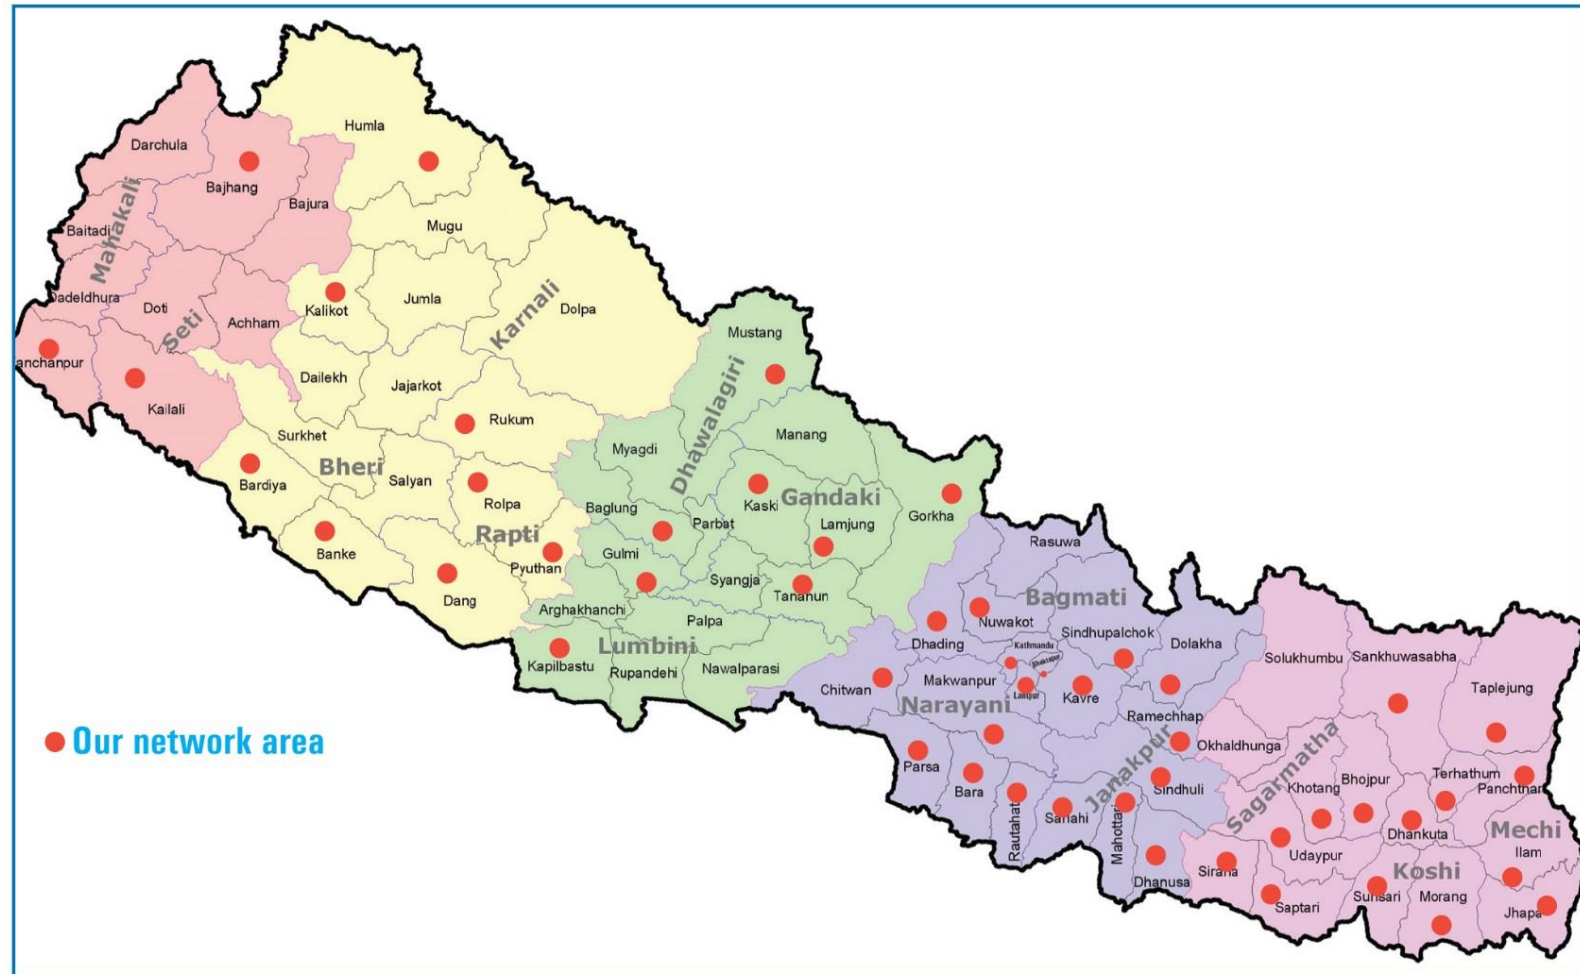 Humla
Darchula
Bajhang
Bajura
Mahakali
Baitadi
Mugu
Dadeldhura
Doti
Seti
Achham
Kalikot
Jumla
Karnali
Dolpa
anchanpur
Kailali
Dailekh
Jajarkot
Rukum
Mustang
Surkhet
Bheri
Salyan
Bardiya
Rolpa
Rapti
Banke
Dang
Pyuthan
Myagdi
Dhawalagiri
Manang
Baglung
Parbat
Kaski
Gandaki
Lamjung
Gorkha
Gulmi
Syangja
Tanahun
Arghakhanchi
Palpa
Lumbini
Kapilbastu
Rupandehi
Nawalparasi
Rasuwa
Bagmati
Nuwakot
Dhading
Sindhupalchok
Dolakha
Kathmandu
Bhaktapur
Lalitpur
Kavre
Chitwan
Makwanpur
Narayani
Ramechhap
Parsa
Bara
Rautahat
Sarlahi
Mahottari
Janakpur
Sindhuli
Dhanusa
Solukhumbu
Sankhuwasabha
Taplejung
Okhaldhunga
Sagarmatha
Khotang
Bhojpur
Terhathum
Panchthar
Dhankuta
Mechi
Ilam
Udaypur
Siraha
Koshi
Saptari
Sunsari
Morang
Jhapa
Our network area